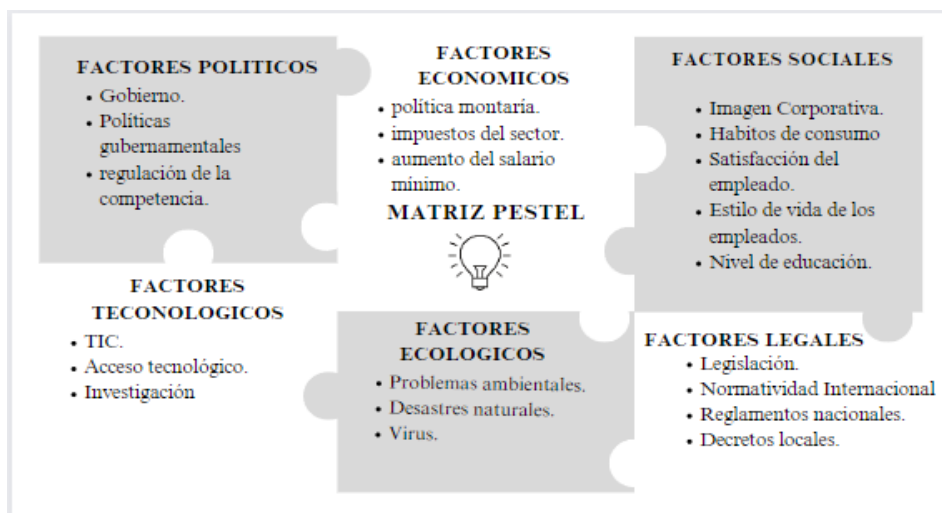 FACTORES POLITICOS
• Gobierno.
• Políticas
gubernamentales
• regulación de la
competencia.
FACTORES
ECONOMICOS
• política montaría.
• impuestos del sector.
• aumento del salario
mínimo.
MATRIZ PESTEL
FACTORES SOCIALES
• Imagen Corporativa.
• Habitos de consumo
• Satisfacción del
empleado.
• Estilo de vida de los
empleados.
• Nivel de educación.
FACTORES
TECONOLOGICOS
• TIC.
• Acceso tecnológico.
• Investigación
FACTORES
ECOLOGICOS
• Problemas ambientales.
• Desastres naturales.
• Virus.
FACTORES LEGALES
• Legislación.
• Normatividad Internacional
• Reglamentos nacionales.
• Decretos locales.